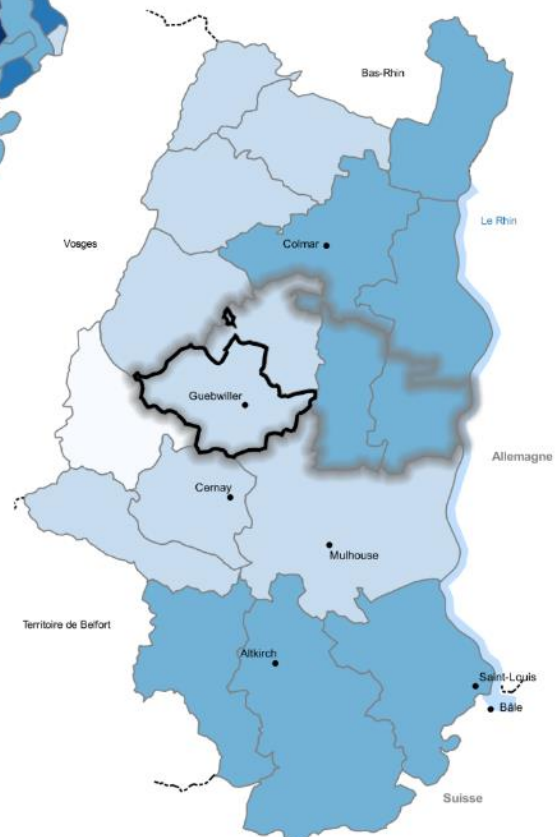 Bas-Rhin
Le Rhin
Vosges
Colmar
Guebwiller
Allemagne
Cernay
Mulhouse
Territoire de Belfort
Altkirch
Saint-Louis
Bâle
Suisse